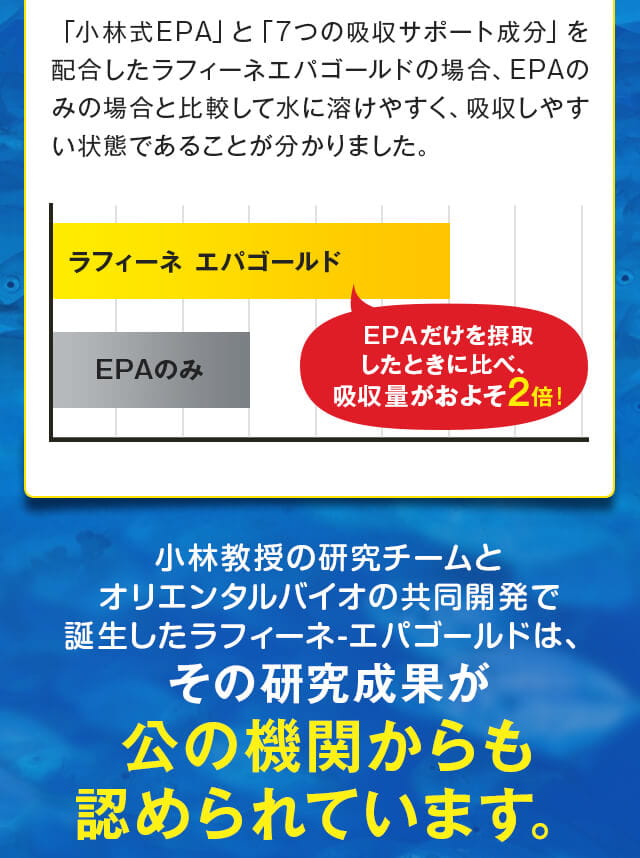 「小林式EPA」と「7つの吸収サポート成分」を
配合したラフィーネエパゴールドの場合、EPAの
みの場合と比較して水に溶けやすく、吸収しやす
い状態であることが分かりました。
ラフィーネ エパゴールド
EPAのみ
EPAだけを摂取
したときに比べ、
吸収量がおよそ2倍!
小林教授の研究チームと
オリエンタルバイオの共同開発で
誕生したラフィーネ-エパゴールドは、
その研究成果が
公の機関からも
認められています。